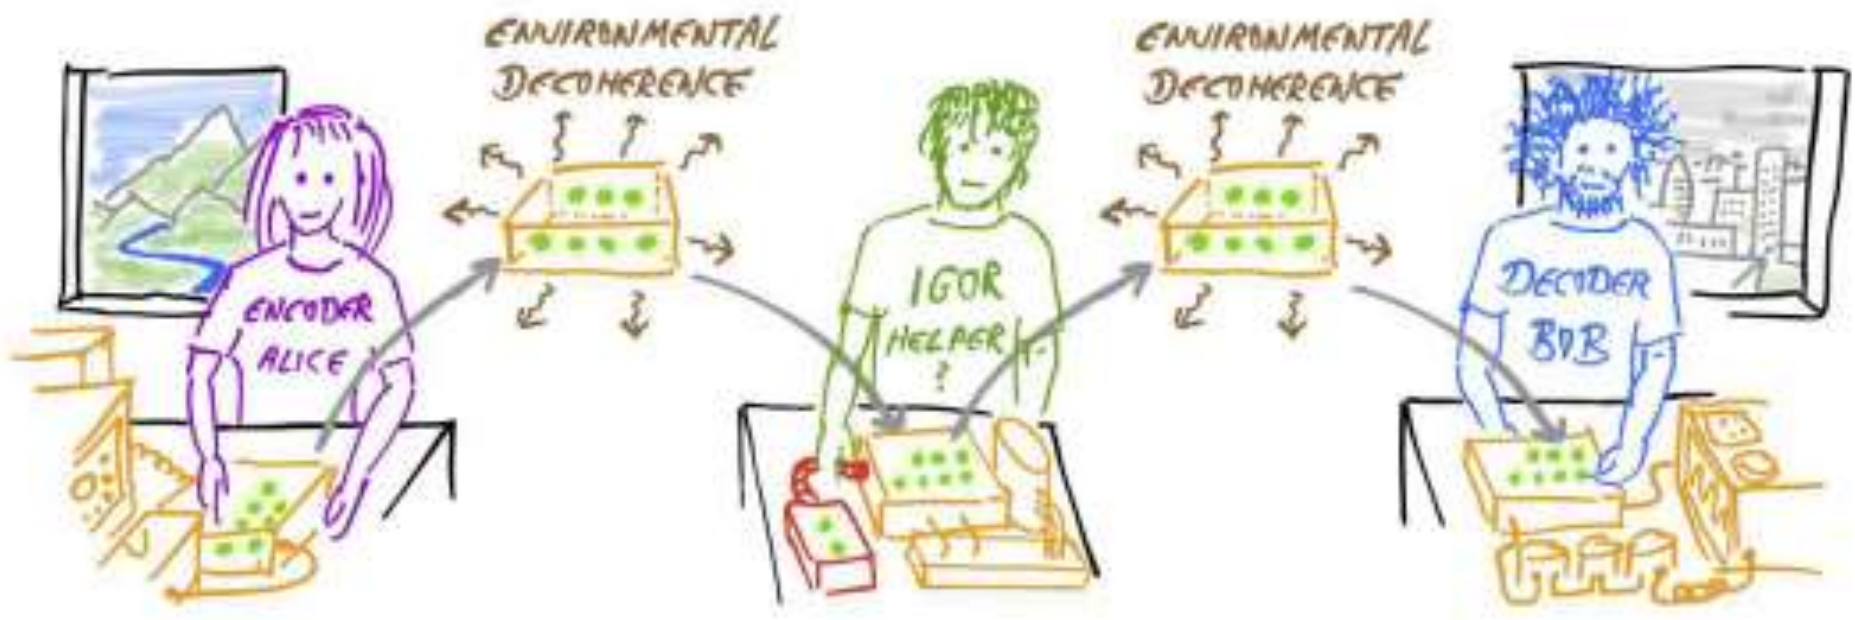 ENVIRONMENTAL
DECOHERENCE
ENVIRONMENTAL
DECOHERENCE
ENCODER
ALICE
IGOR
HELPER
?
DECODER
BOB